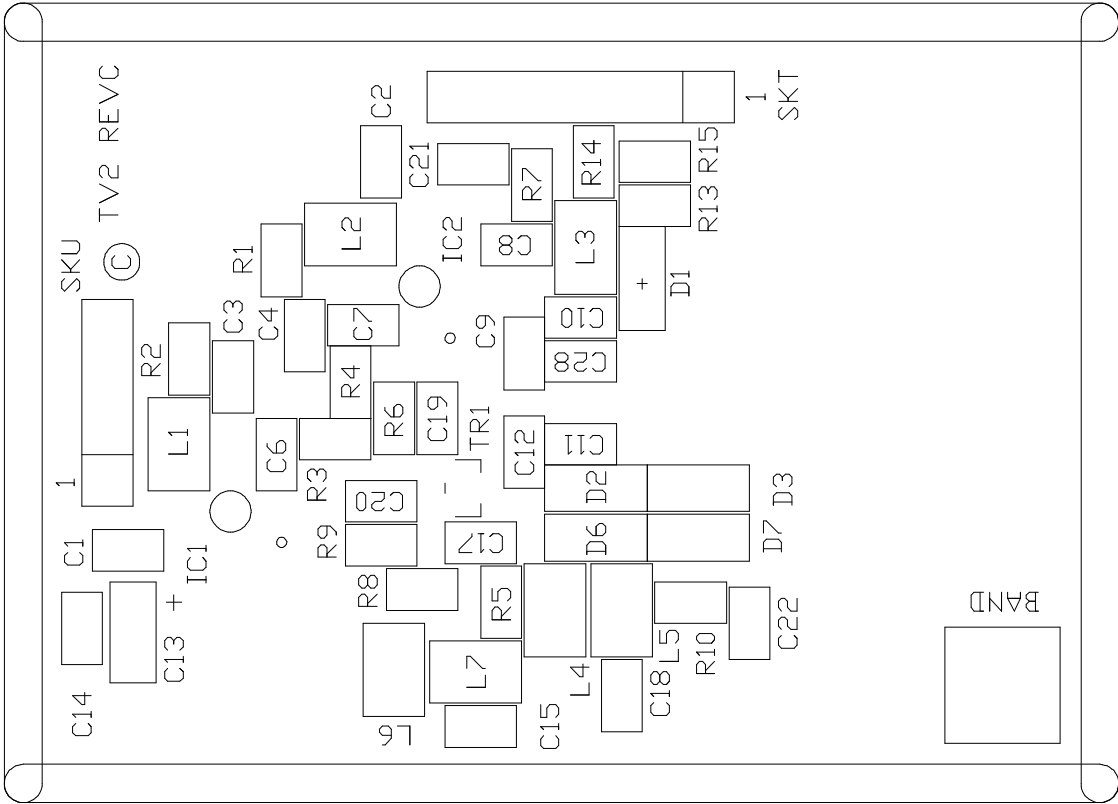 TV2 REVC
©
SKU
1
C2
1
SKT
C21
R7
R14
R15
R13
R1
L2
IC2
C8
L3
D1
+
C3
C4
C7
C9
C10
C28
R2
R4
L1
R6
C19
TR1
C6
R3
C12
C11
C20
D2
D3
C1
IC1
R9
C17
D6
D7
R8
R5
C14
C13
+
L7
L4
L5
R10
C22
C18
L6
C15
BAND